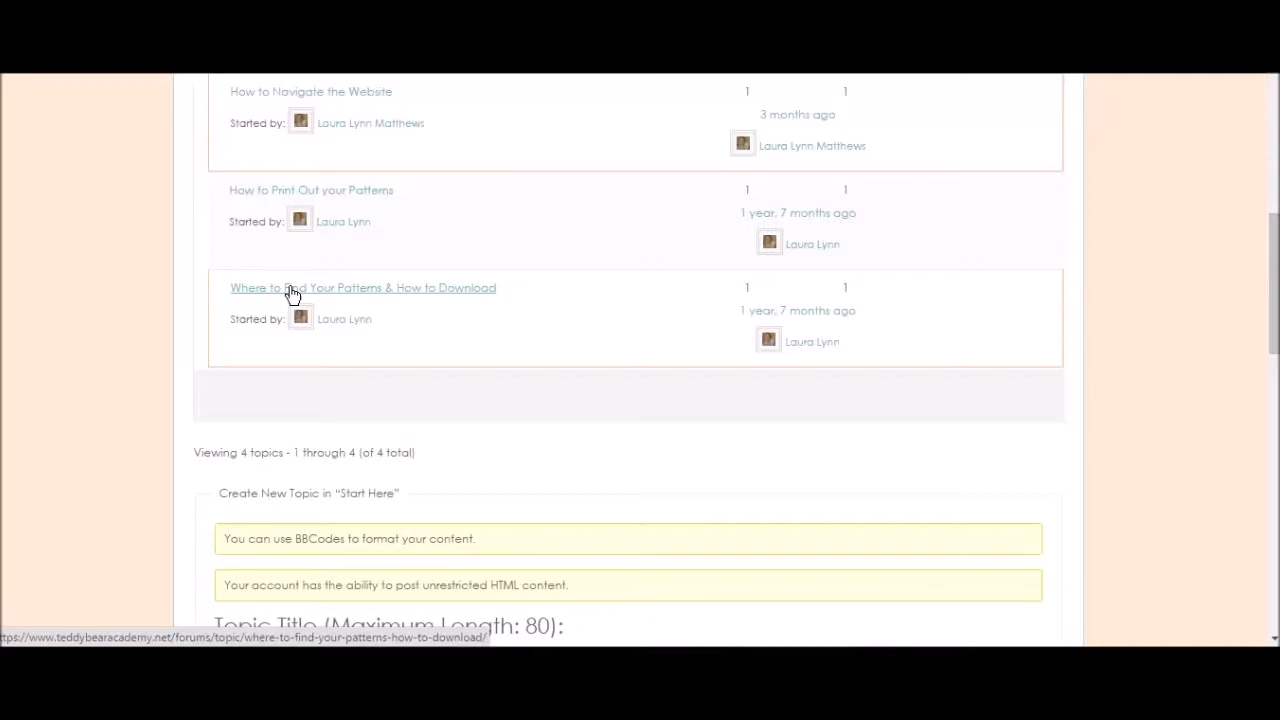 How to Navigate the Website 1 1
3 months ago
Started by: Laura Lynn Matthews
Laura Lynn Matthews
How to Print Out your Patterns 1 1
1 year, 7 months ago
Started by: Laura Lynn
Laura Lynn
Where to Find Your Patterns & How to Download 1 1
1 year, 7 months ago
Started by: Laura Lynn
Laura Lynn
Viewing 4 topics - 1 through 4 (of 4 total)
Create New Topic in “Start Here”
You can use BBCodes to format your content.
Your account has the ability to post unrestricted HTML content.
Topic Title (Maximum Length: 80):
ttps://www.teddybearacademy.net/forums/topic/where-to-find-your-patterns-how-to-download/